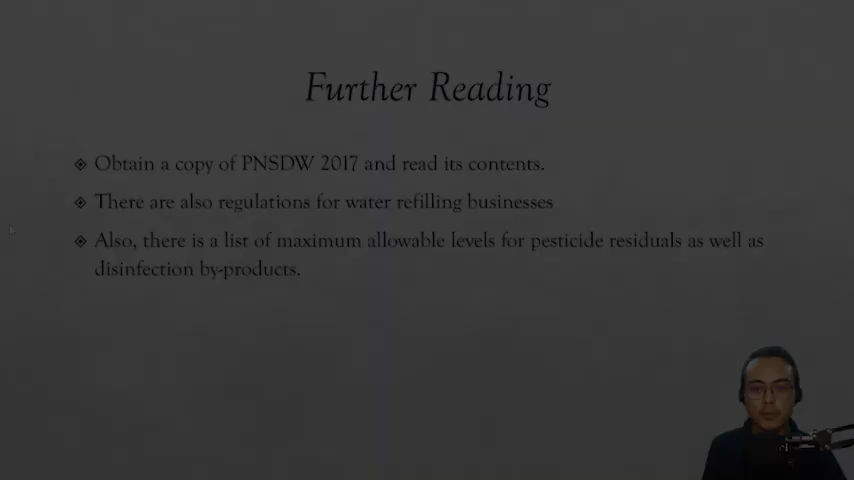 Further Reading
Obtain a copy of PNSDW 2017 and read its contents.
There are also regulations for water refilling businesses
Also, there is a list of maximum allowable levels for pesticide residuals as well as
disinfection by-products.